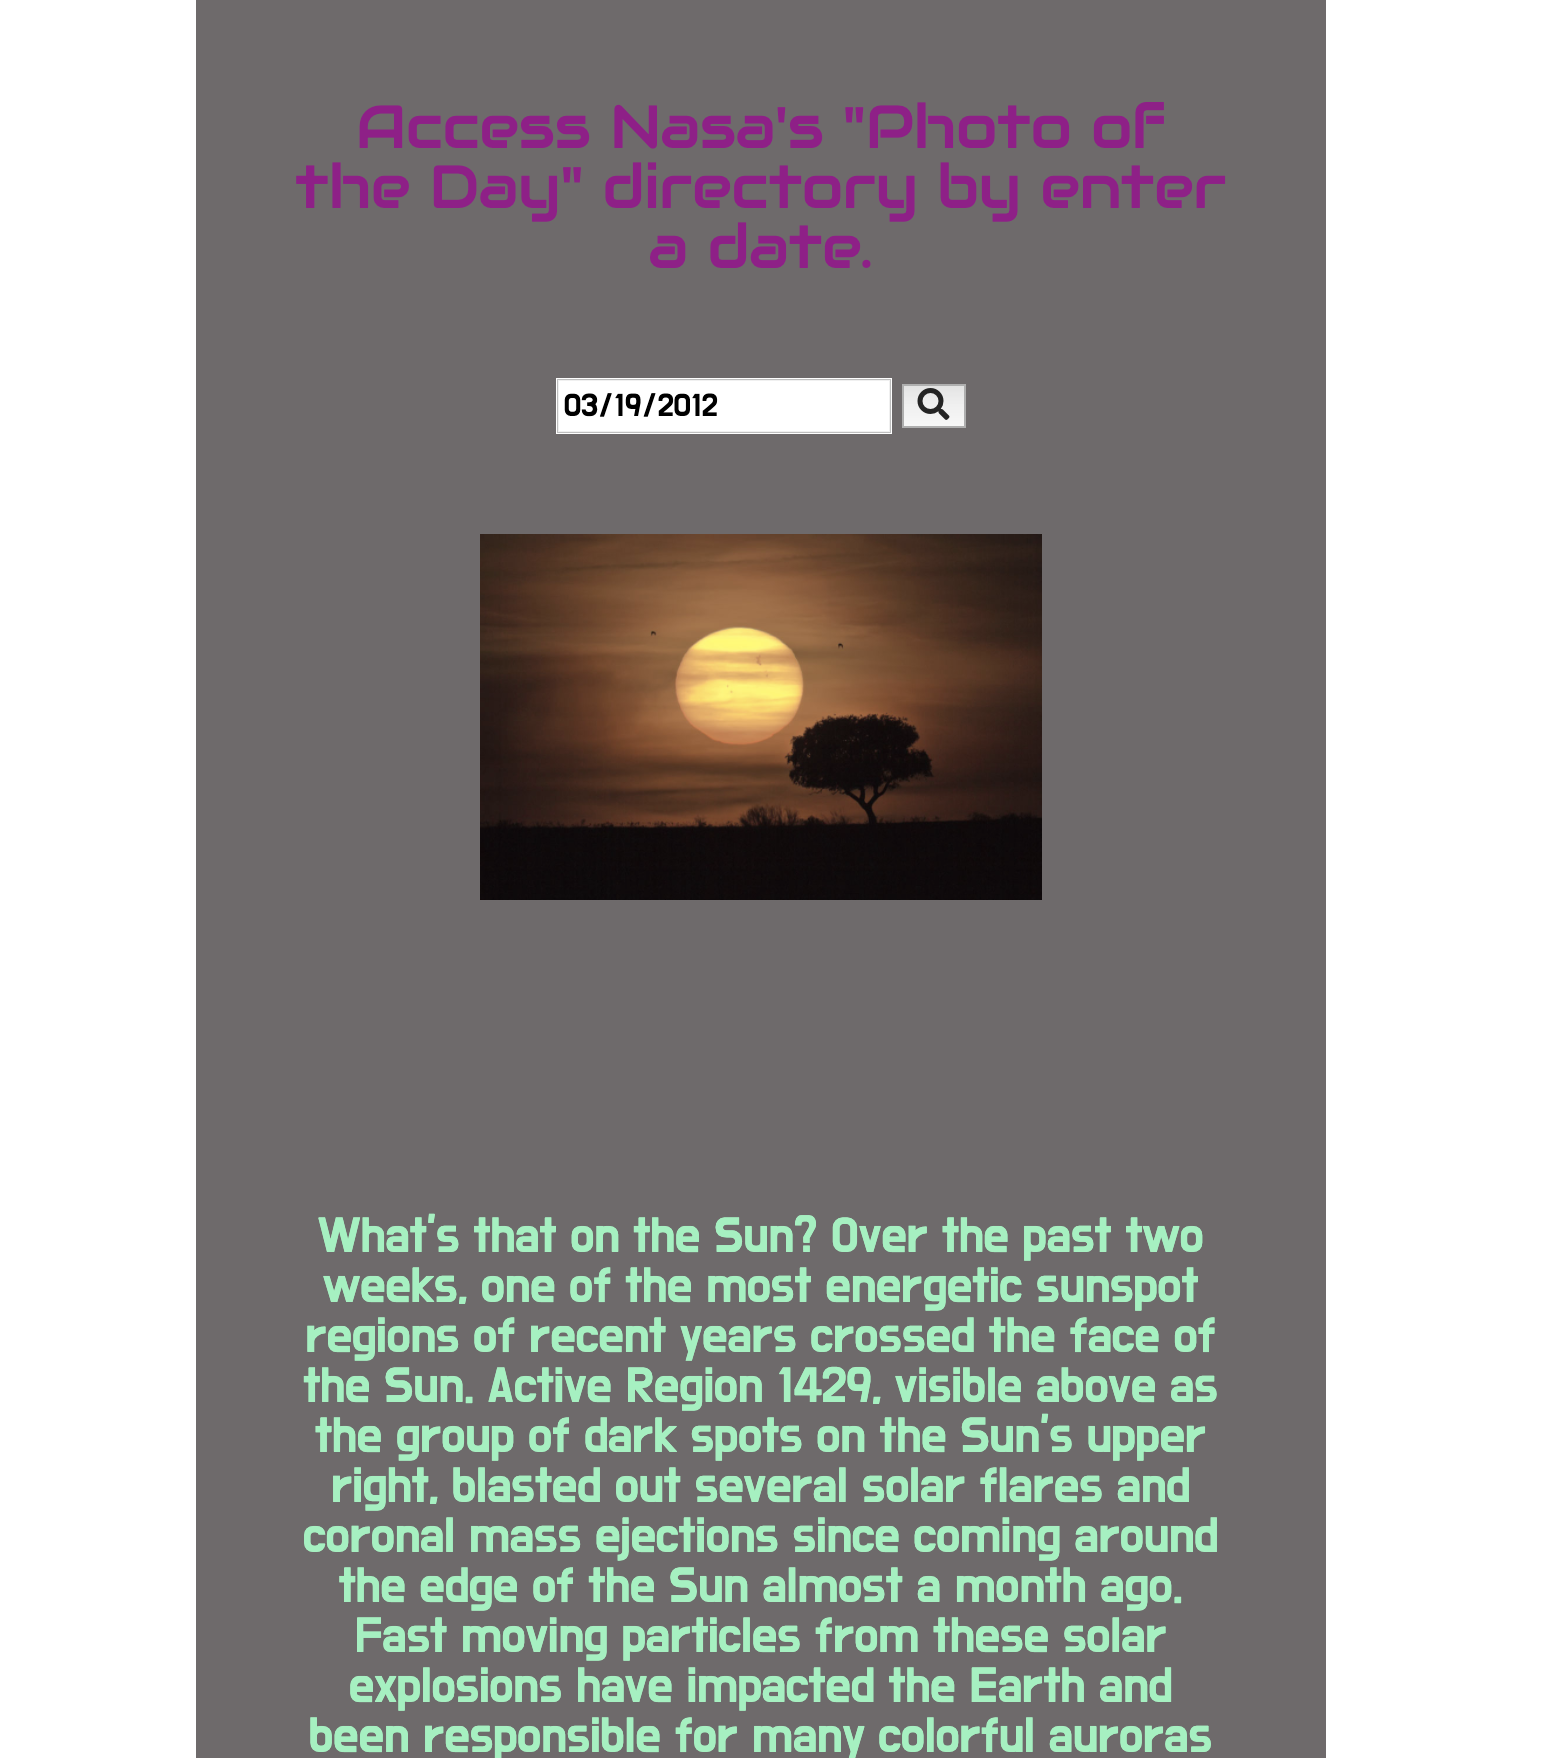 Access Nasa's "Photo of
the Day" directory by enter
a date.
03/19/2012
What's that on the Sun? Over the past two
weeks, one of the most energetic sunspot
regions of recent years crossed the face of
the Sun. Active Region 1429, visible above as
the group of dark spots on the Sun's upper
right, blasted out several solar flares and
coronal mass ejections since coming around
the edge of the Sun almost a month ago.
Fast moving particles from these solar
explosions have impacted the Earth and
been responsible for many colorful auroras